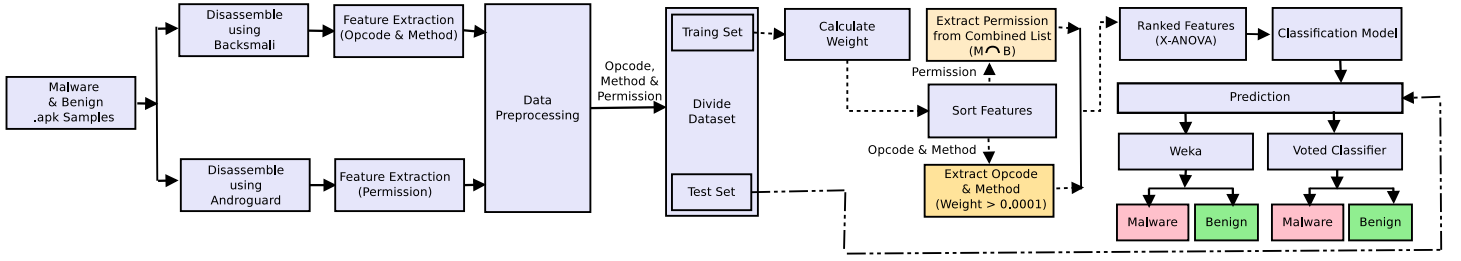 Malware
& Benign
.apk Samples
Disassemble
using
Backsmali
Feature Extraction
(Opcode & Method)
Disassemble
using
Androguard
Feature Extraction
(Permission)
Data
Preprocessing
Opcode,
Method &
Permission
Traing Set
Divide
Dataset
Test Set
Calculate
Weight
Extract Permission
from Combined List
(M ⌒ B)
Permission
Sort Features
Opcode & Method
Extract Opcode
& Method
(Weight > 0.0001)
Ranked Features
(X-ANOVA)
Classification Model
Prediction
Weka
Voted Classifier
Malware
Benign
Malware
Benign